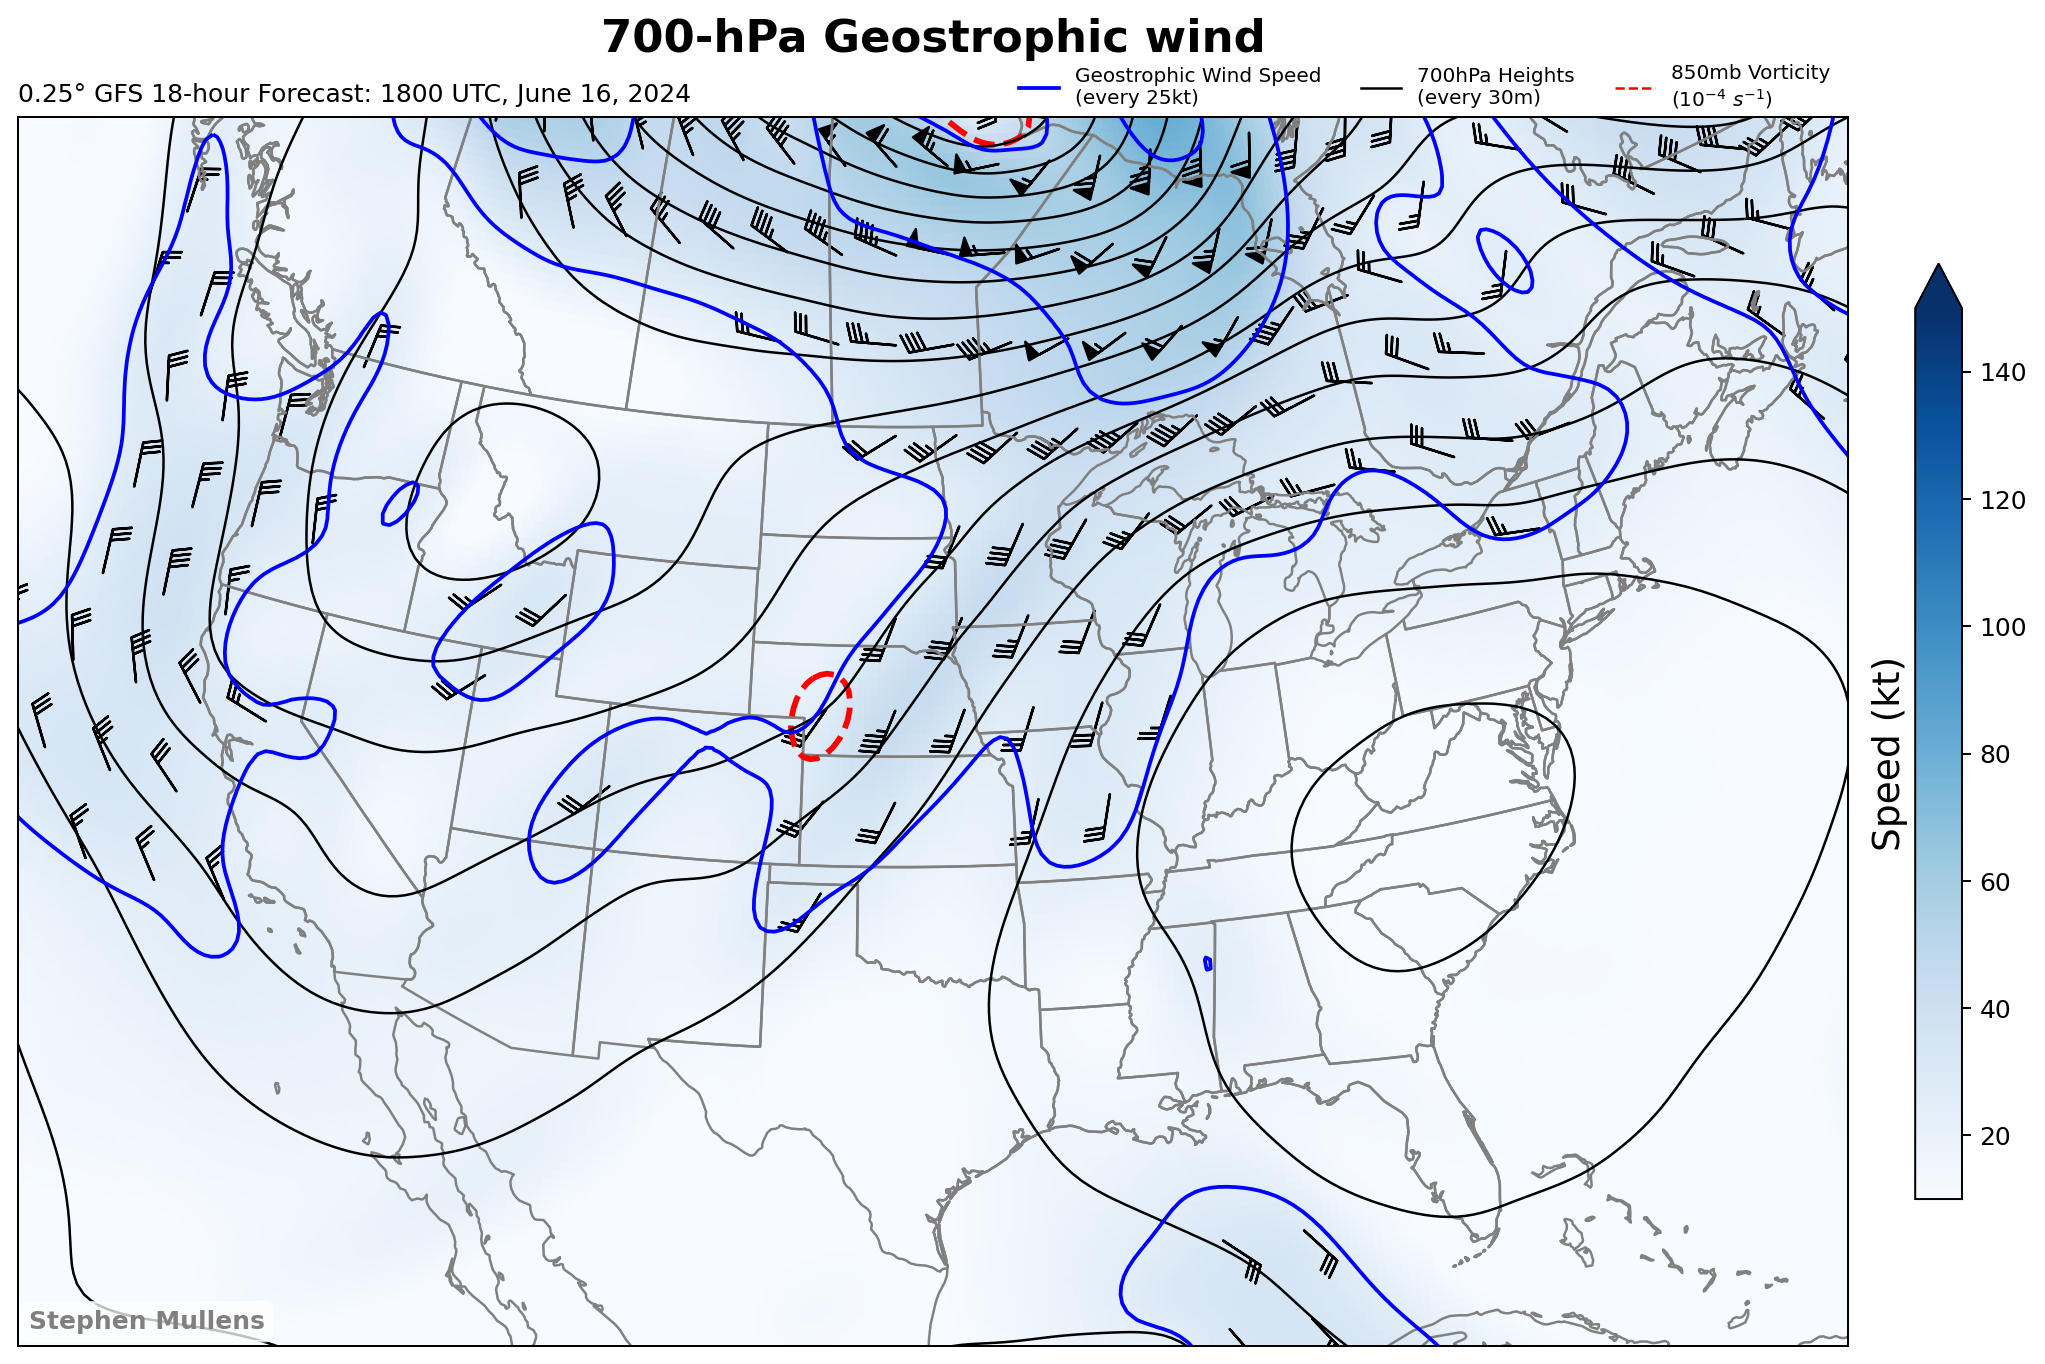 700-hPa Geostrophic wind
0.25° GFS 18-hour Forecast: 1800 UTC, June 16, 2024
Geostrophic Wind Speed
(every 25kt)
700hPa Heights
(every 30m)
850mb Vorticity
(10⁻⁴ s⁻¹)
140
120
100
80
60
40
20
Speed (kt)
Stephen Mullens